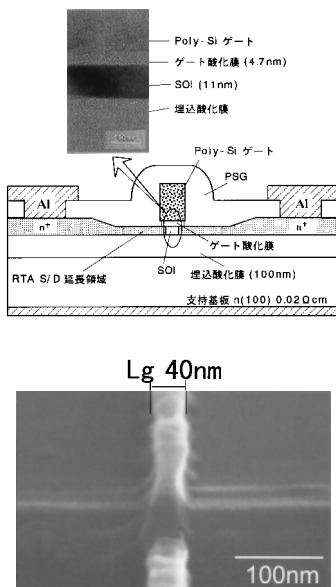 Poly-Si ゲート
ゲート酸化膜 (4.7nm)
SOI (11nm)
埋込酸化膜
Poly-Si ゲート
PSG
Al
Al
n+
n+
ゲート酸化膜
SOI
RTA S/D 延長領域
埋込酸化膜(100nm)
支持基板 n(100) 0.02Ωcm
Lg 40nm
100nm